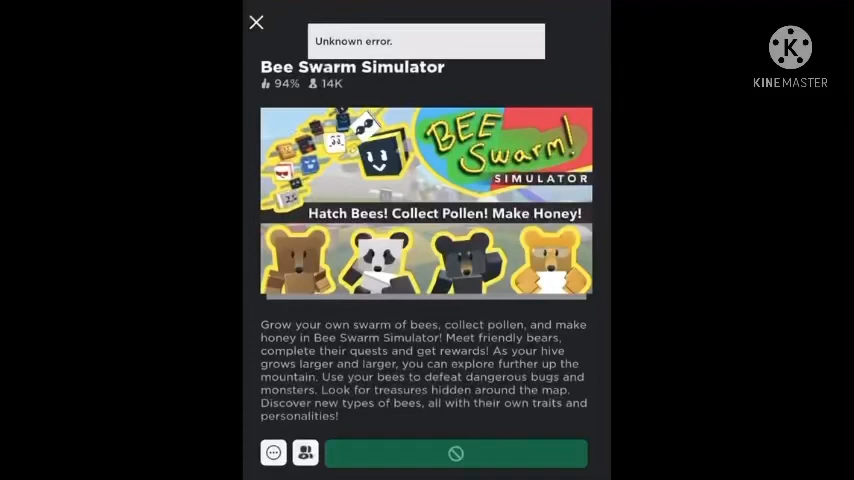 Unknown error.
Bee Swarm Simulator
94% 14K
K
KINEMASTER
BEE
Swarm!
SIMULATOR
Hatch Bees! Collect Pollen! Make Honey!
Grow your own swarm of bees, collect pollen, and make
honey in Bee Swarm Simulator! Meet friendly bears,
complete their quests and get rewards! As your hive
grows larger and larger, you can explore further up the
mountain. Use your bees to defeat dangerous bugs and
monsters. Look for treasures hidden around the map.
Discover new types of bees, all with their own traits and
personalities!